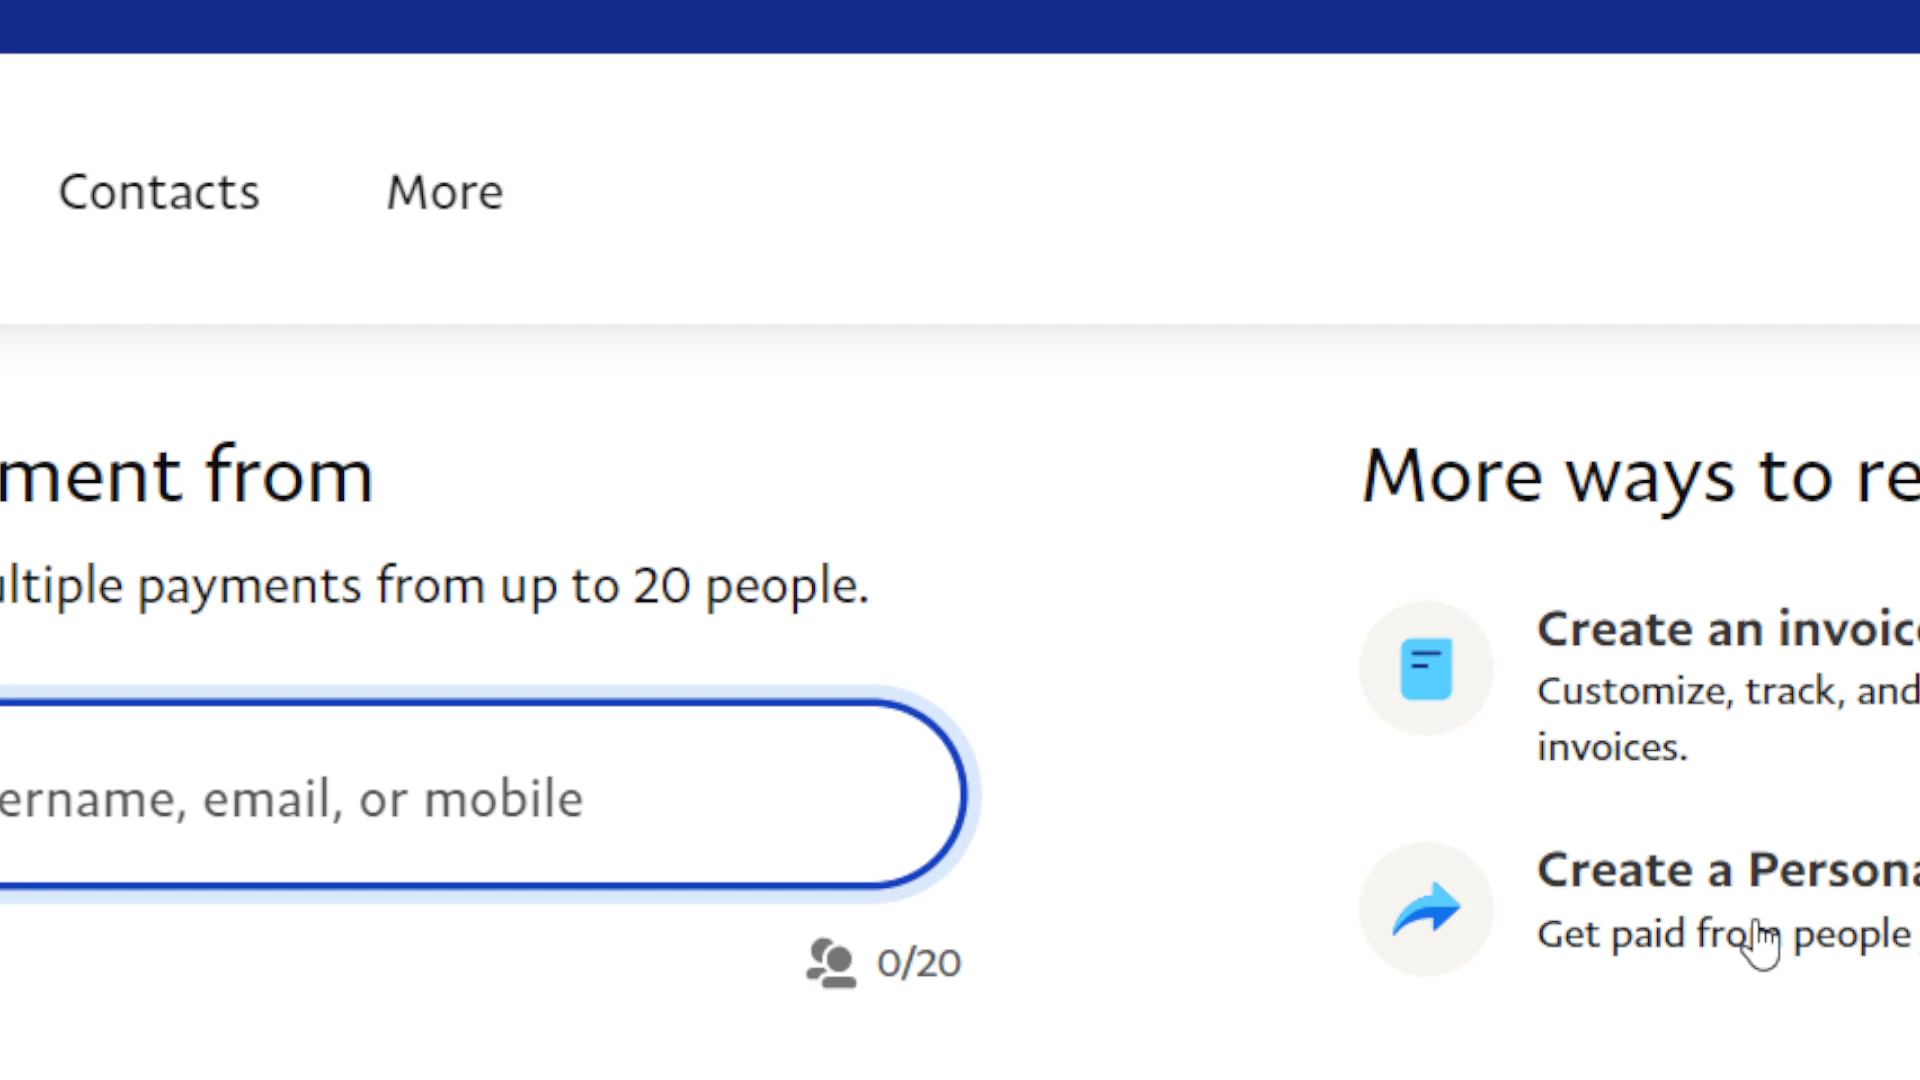 Contacts More
ment from
ltiple payments from up to 20 people.
ername, email, or mobile
0/20
More ways to re
Create an invoic
Customize, track, and
invoices.
Create a Persona
Get paid from people